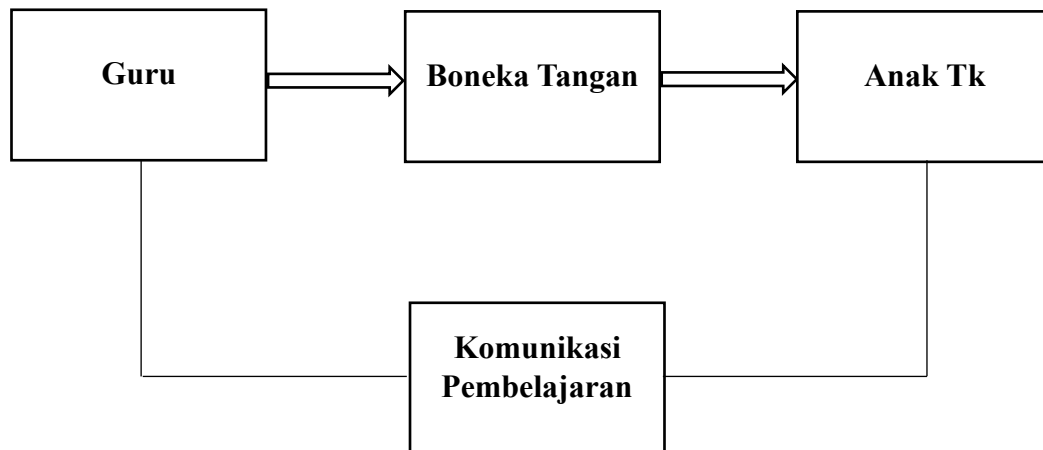 Guru
Boneka Tangan
Anak Tk
Komunikasi
Pembelajaran